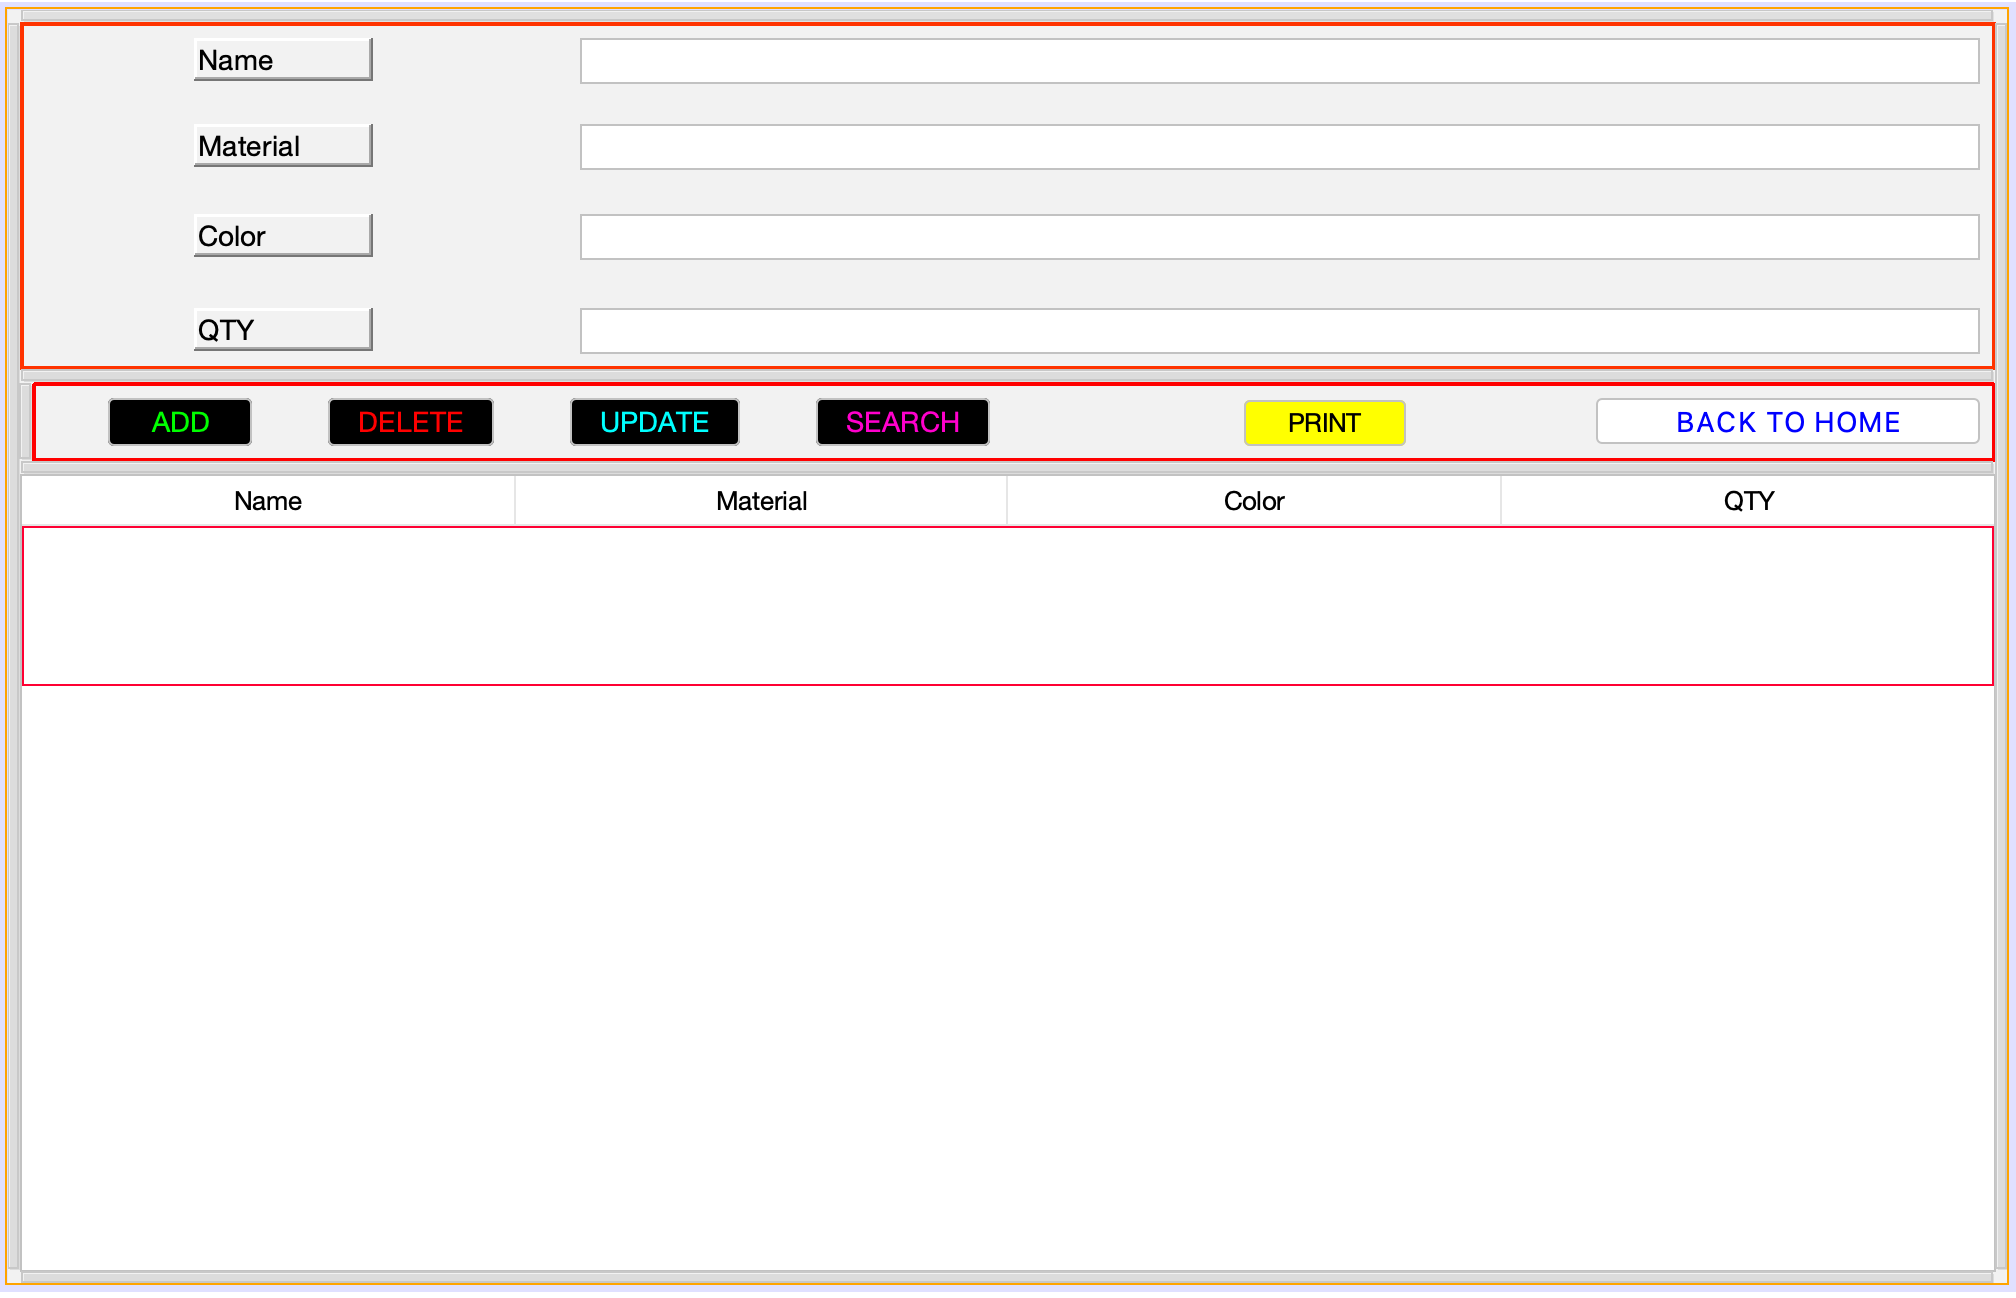 Name
Material
Color
QTY
ADD DELETE UPDATE SEARCH PRINT BACK TO HOME
Name Material Color QTY